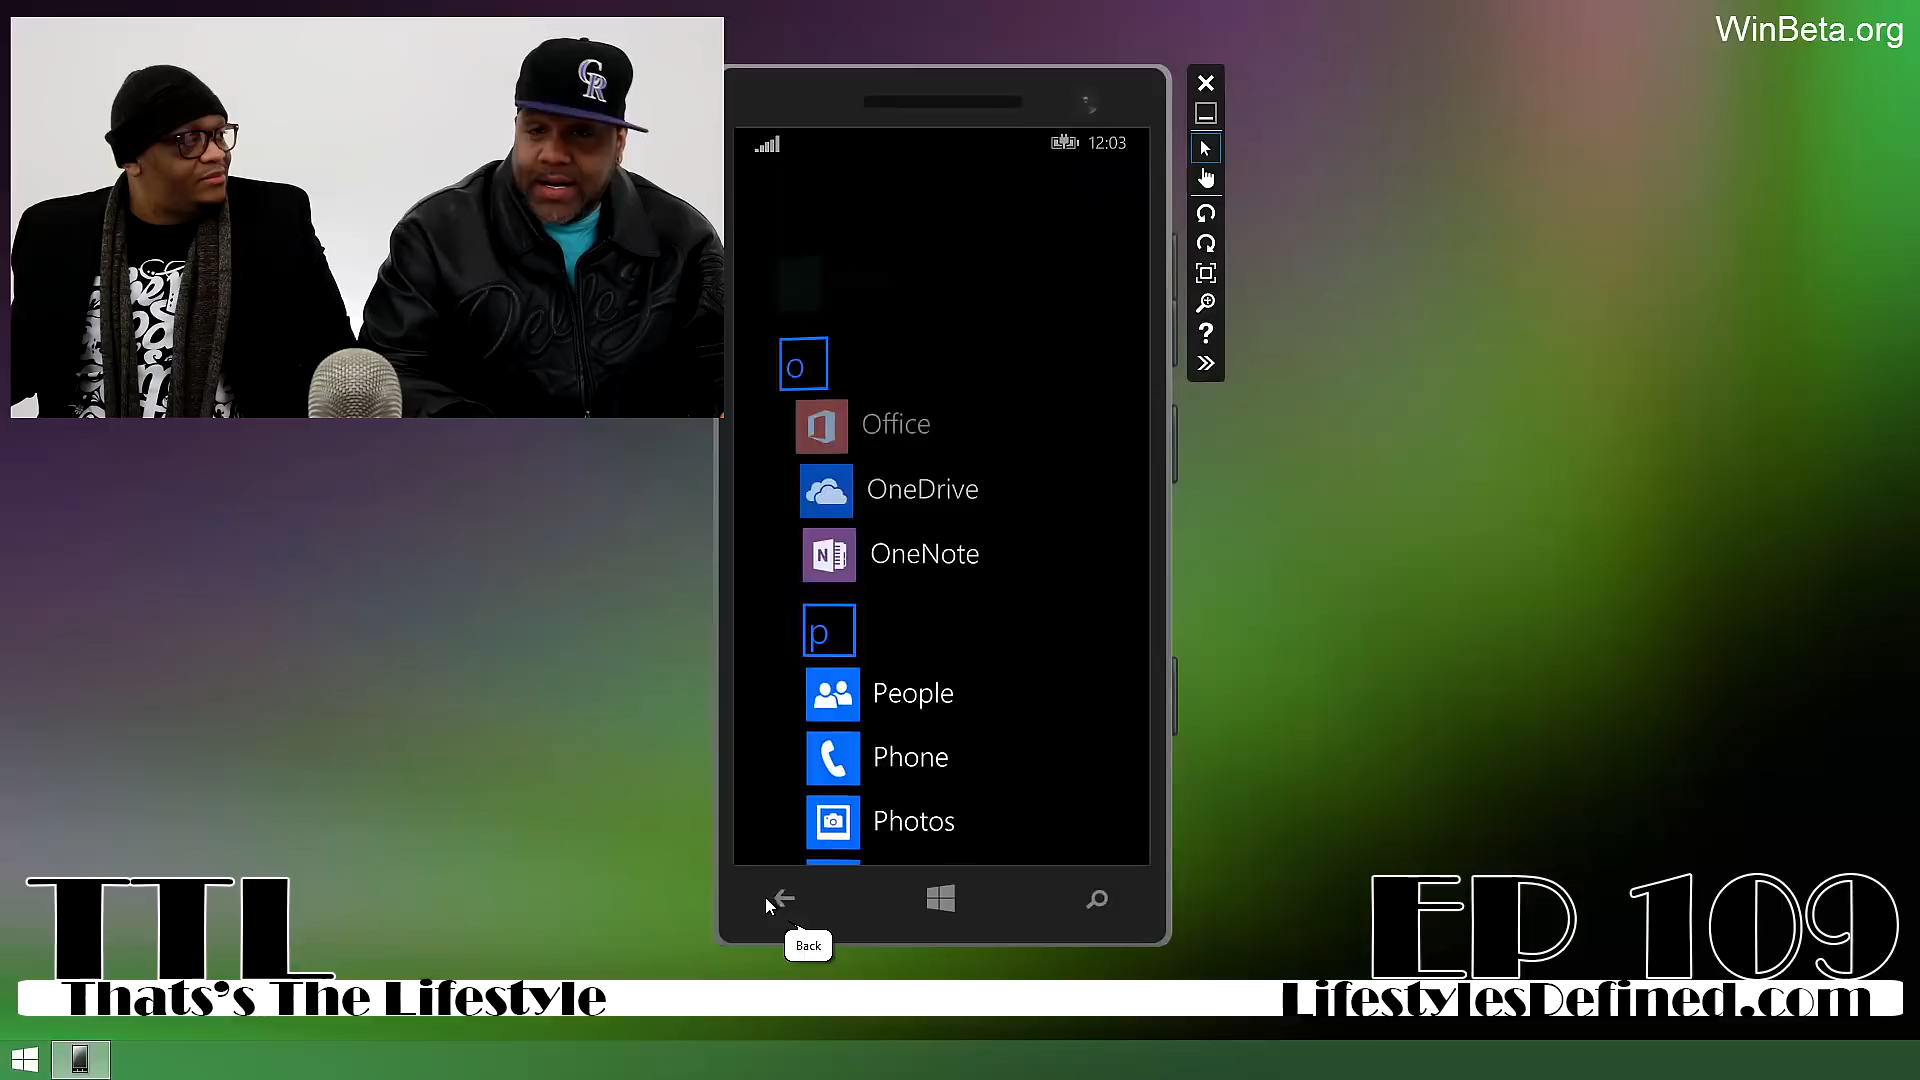 WinBeta.org
CR
12:03
o
Office
OneDrive
N
OneNote
p
People
Phone
Photos
Back
TTL
EP 109
Thats's The Lifestyle
LifestylesDefined.com